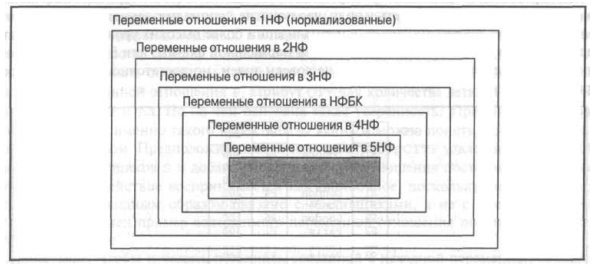 Переменные отношения в 1НФ (нормализованные)
Переменные отношения в 2НФ
Переменные отношения в 3НФ
Переменные отношения в НФБК
Переменные отношения в 4НФ
Переменные отношения в 5НФ